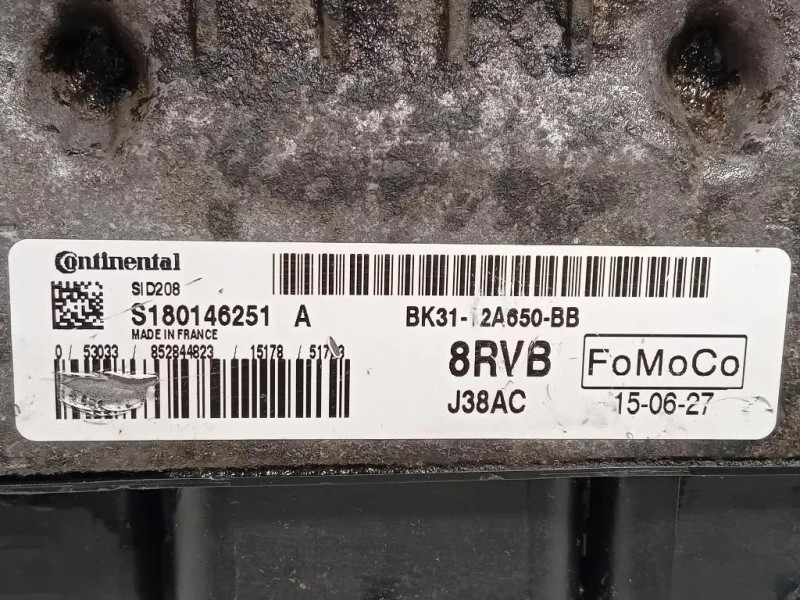 Continental
SID208
S180146251 A
MADE IN FRANCE
BK31-12A650-BB
0/ 53033 / 852844823 / 15178 /
8RVB
FoMoCo
J38AC
15-06-27